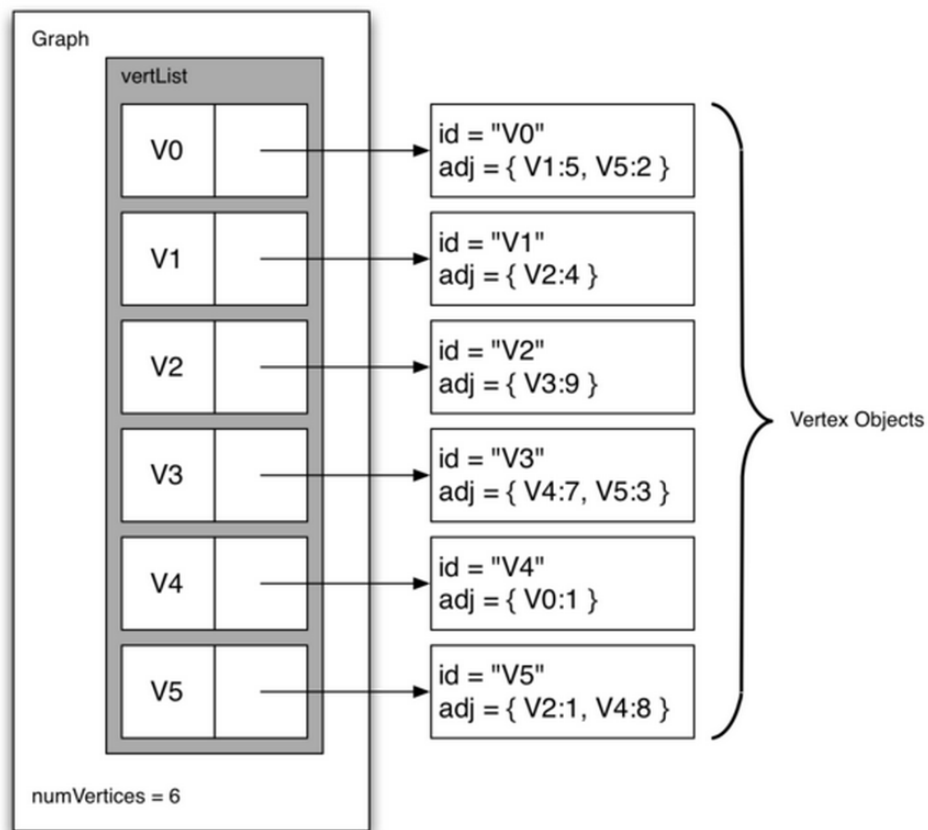 Graph
vertList
V0
id = "V0"
adj = { V1:5, V5:2 }
V1
id = "V1"
adj = { V2:4 }
V2
id = "V2"
adj = { V3:9 }
V3
id = "V3"
adj = { V4:7, V5:3 }
V4
id = "V4"
adj = { V0:1 }
V5
id = "V5"
adj = { V2:1, V4:8 }
Vertex Objects
numVertices = 6